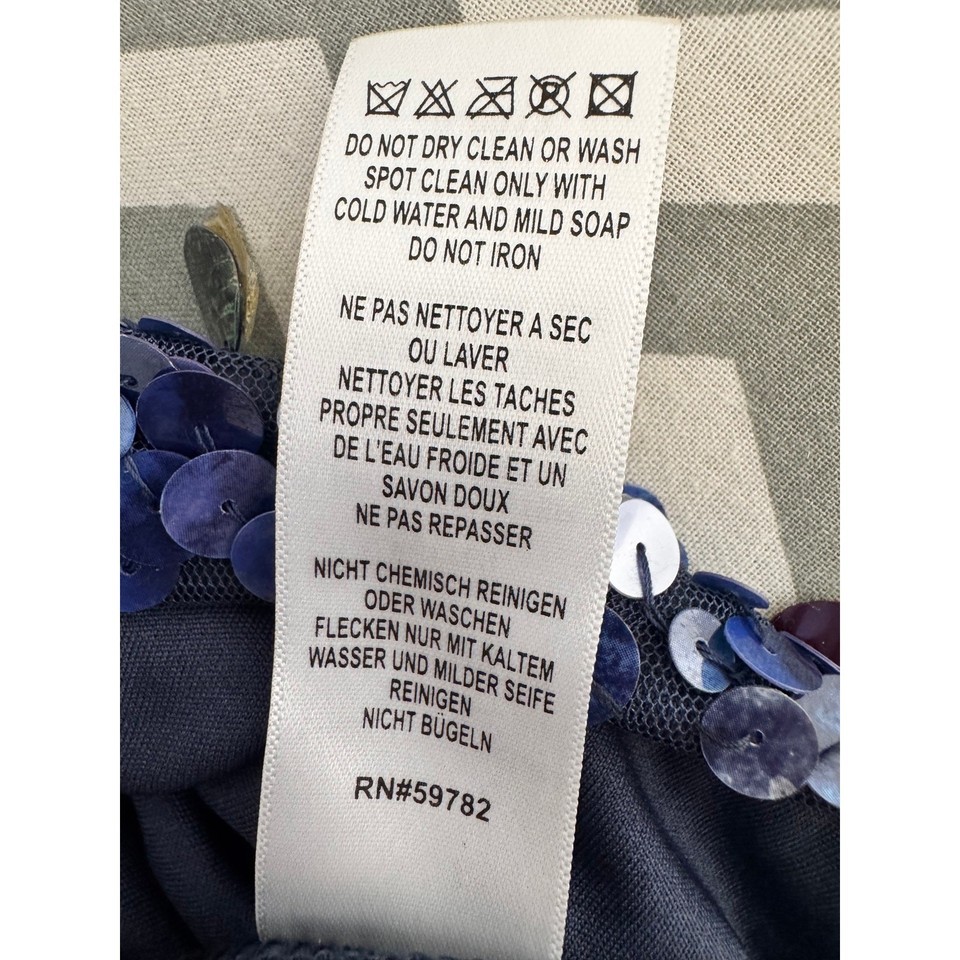 DO NOT DRY CLEAN OR WASH
SPOT CLEAN ONLY WITH
COLD WATER AND MILD SOAP
DO NOT IRON
NE PAS NETTOYER A SEC
OU LAVER
NETTOYER LES TACHES
PROPRE SEULEMENT AVEC
DE L'EAU FROIDE ET UN
SAVON DOUX
NE PAS REPASSER
NICHT CHEMISCH REINIGEN
ODER WASCHEN
FLECKEN NUR MIT KALTEM
WASSER UND MILDER SEIFE
REINIGEN
NICHT BÜGELN
RN#59782